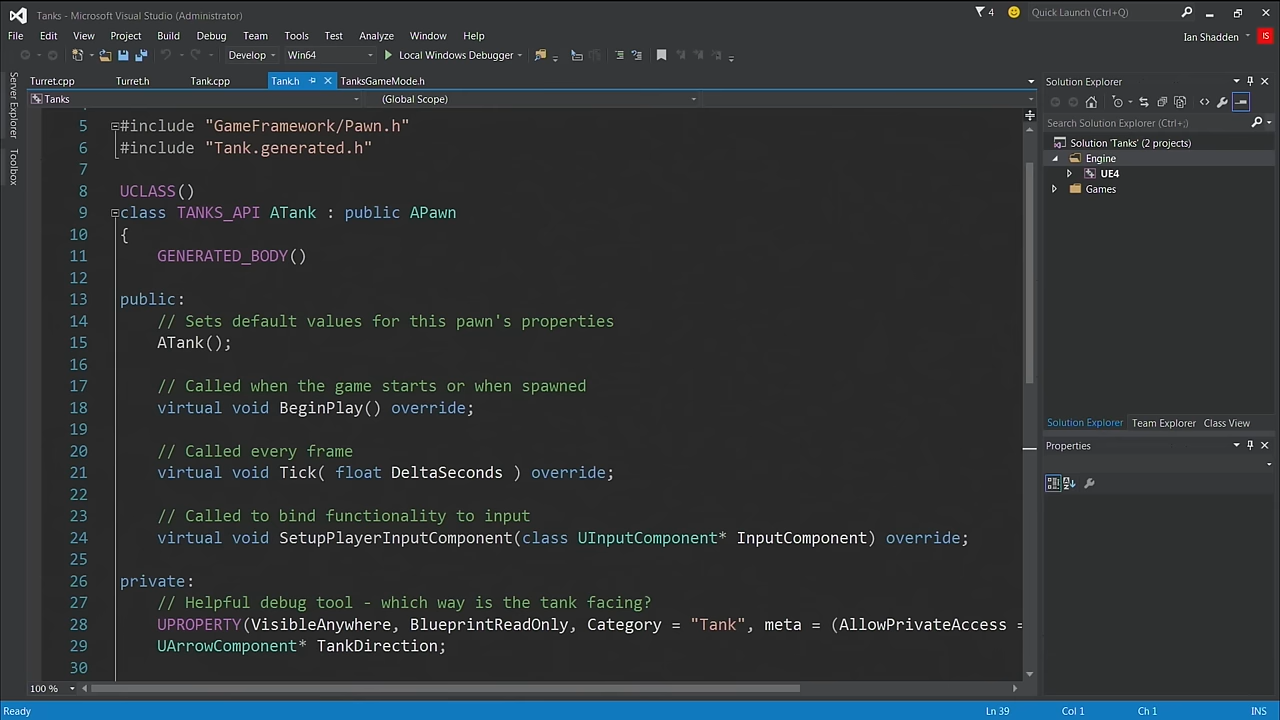 Tanks - Microsoft Visual Studio (Administrator)
4
Quick Launch (Ctrl+Q)
File Edit View Project Build Debug Team Tools Test Analyze Window Help
Ian Shadden
IS
Develop Win64 Local Windows Debugger
Server Explorer
Toolbox
Turret.cpp Turret.h Tank.cpp Tank.h TanksGameMode.h
Tanks (Global Scope)
5 #include "GameFramework/Pawn.h"
6 #include "Tank.generated.h"
7
8 UCLASS()
9 class TANKS_API ATank : public APawn
10 {
11 GENERATED_BODY()
12
13 public:
14 // Sets default values for this pawn's properties
15 ATank();
16
17 // Called when the game starts or when spawned
18 virtual void BeginPlay() override;
19
20 // Called every frame
21 virtual void Tick( float DeltaSeconds ) override;
22
23 // Called to bind functionality to input
24 virtual void SetupPlayerInputComponent(class UInputComponent* InputComponent) override;
25
26 private:
27 // Helpful debug tool - which way is the tank facing?
28 UPROPERTY(VisibleAnywhere, BlueprintReadOnly, Category = "Tank", meta = (AllowPrivateAccess =
29 UArrowComponent* TankDirection;
30
100 %
Solution Explorer
Search Solution Explorer (Ctrl+;)
Solution 'Tanks' (2 projects)
Engine
UE4
Games
Solution Explorer Team Explorer Class View
Properties
Ready Ln 39 Col 1 Ch 1 INS